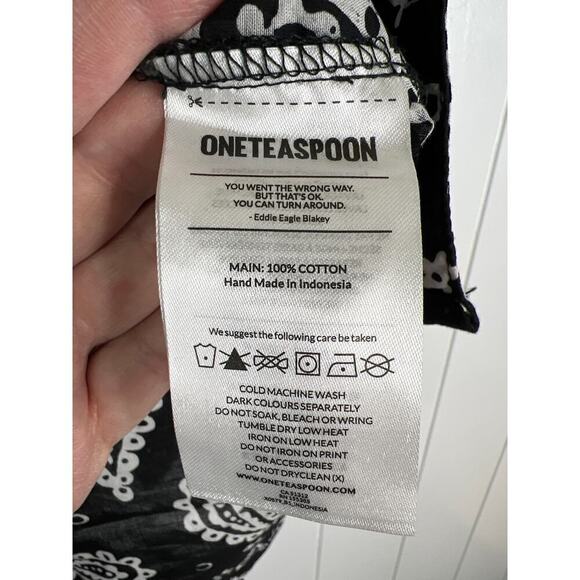 ONETEASPOON
YOU WENT THE WRONG WAY.
BUT THAT'S OK.
YOU CAN TURN AROUND.
- Eddie Eagle Blakey
MAIN: 100% COTTON
Hand Made in Indonesia
We suggest the following care be taken
COLD MACHINE WASH
DARK COLOURS SEPARATELY
DO NOT SOAK, BLEACH OR WRING
TUMBLE DRY LOW HEAT
IRON ON LOW HEAT
DO NOT IRON ON PRINT
OR ACCESSORIES
DO NOT DRYCLEAN (X)
WWW.ONETEASPOON.COM
CA 31312